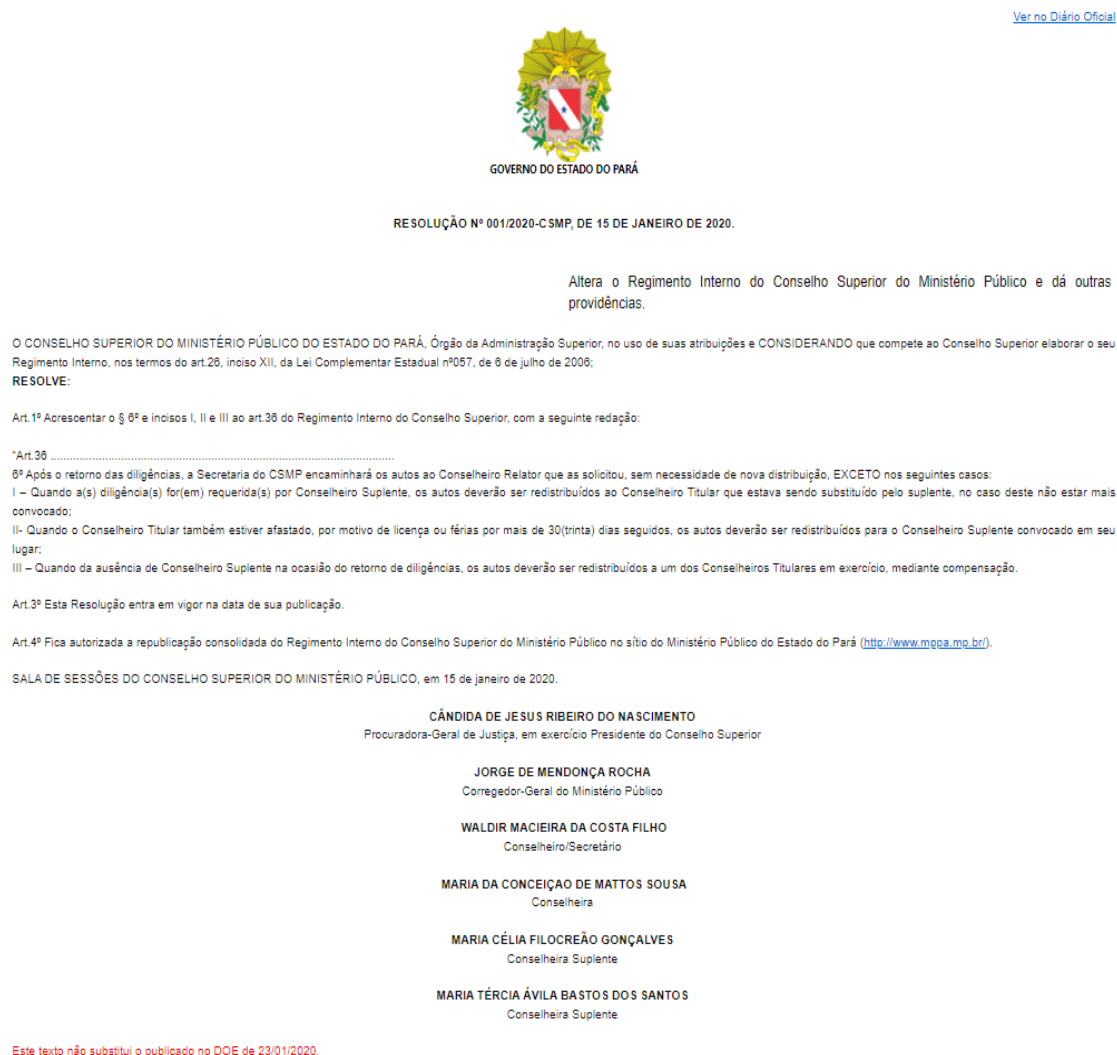 Ver no Diário Oficial
GOVERNO DO ESTADO DO PARÁ
RESOLUÇÃO Nº 001/2020-CSMP, DE 15 DE JANEIRO DE 2020.
Altera o Regimento Interno do Conselho Superior do Ministério Público e dá outras
providências.
O CONSELHO SUPERIOR DO MINISTÉRIO PÚBLICO DO ESTADO DO PARÁ, Órgão da Administração Superior, no uso de suas atribuições e CONSIDERANDO que compete ao Conselho Superior elaborar o seu
Regimento Interno, nos termos do art.26, inciso XII, da Lei Complementar Estadual nº057, de 6 de julho de 2006;
RESOLVE:
Art.1º Acrescentar o § 6º e incisos I, II e III ao art.36 do Regimento Interno do Conselho Superior, com a seguinte redação:
"Art.36 ..........................................................................................................
6º Após o retorno das diligências, a Secretaria do CSMP encaminhará os autos ao Conselheiro Relator que as solicitou, sem necessidade de nova distribuição, EXCETO nos seguintes casos:
I – Quando a(s) diligência(s) for(em) requerida(s) por Conselheiro Suplente, os autos deverão ser redistribuídos ao Conselheiro Titular que estava sendo substituído pelo suplente, no caso deste não estar mais
convocado;
II- Quando o Conselheiro Titular também estiver afastado, por motivo de licença ou férias por mais de 30(trinta) dias seguidos, os autos deverão ser redistribuídos para o Conselheiro Suplente convocado em seu
lugar;
III – Quando da ausência de Conselheiro Suplente na ocasião do retorno de diligências, os autos deverão ser redistribuídos a um dos Conselheiros Titulares em exercício, mediante compensação.
Art.3º Esta Resolução entra em vigor na data de sua publicação.
Art.4º Fica autorizada a republicação consolidada do Regimento Interno do Conselho Superior do Ministério Público no sítio do Ministério Público do Estado do Pará (http://www.mppa.mp.br/).
SALA DE SESSÕES DO CONSELHO SUPERIOR DO MINISTÉRIO PÚBLICO, em 15 de janeiro de 2020.
CÂNDIDA DE JESUS RIBEIRO DO NASCIMENTO
Procuradora-Geral de Justiça, em exercício Presidente do Conselho Superior
JORGE DE MENDONÇA ROCHA
Corregedor-Geral do Ministério Público
WALDIR MACIEIRA DA COSTA FILHO
Conselheiro/Secretário
MARIA DA CONCEIÇAO DE MATTOS SOUSA
Conselheira
MARIA CÉLIA FILOCREÃO GONÇALVES
Conselheira Suplente
MARIA TÉRCIA ÁVILA BASTOS DOS SANTOS
Conselheira Suplente
Este texto não substitui o publicado no DOE de 23/01/2020.